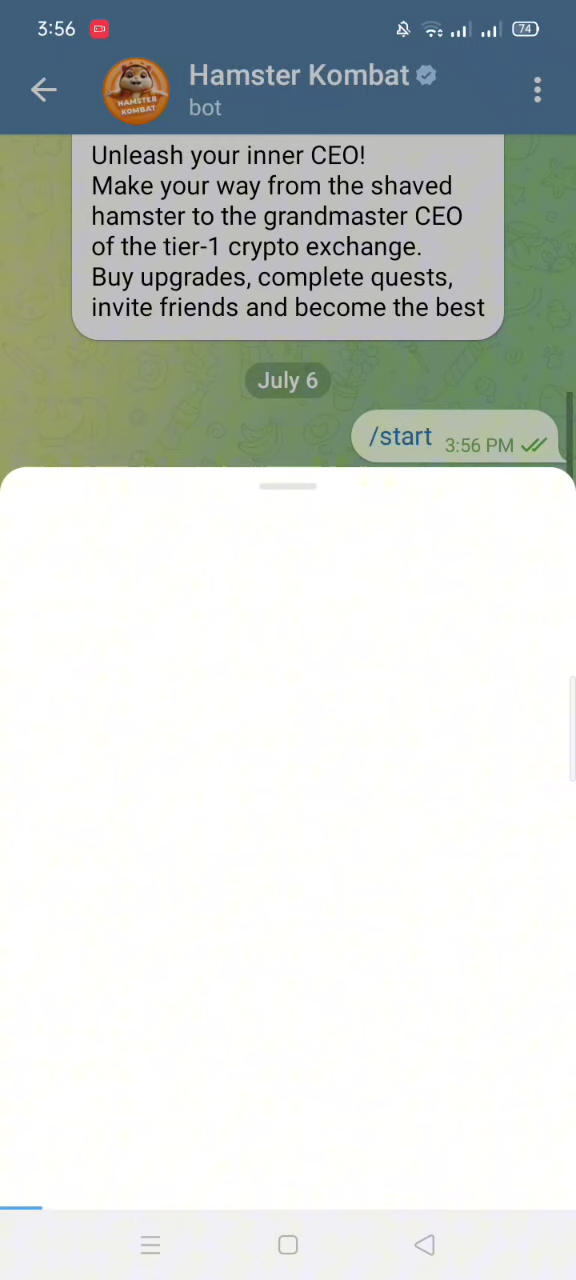 3:56
74
HAMSTER
KOMBAT
Hamster Kombat
bot
Unleash your inner CEO!
Make your way from the shaved
hamster to the grandmaster CEO
of the tier-1 crypto exchange.
Buy upgrades, complete quests,
invite friends and become the best
July 6
/start 3:56 PM